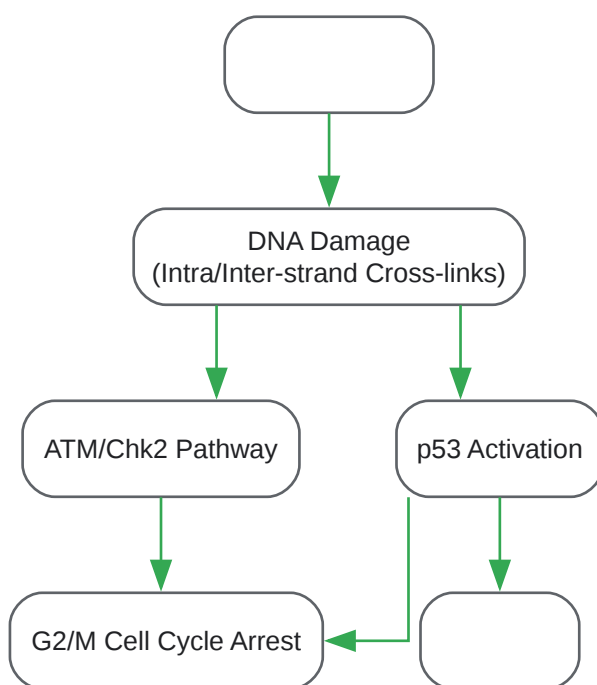 DNA Damage
(Intra/Inter-strand Cross-links)
ATM/Chk2 Pathway
p53 Activation
G2/M Cell Cycle Arrest